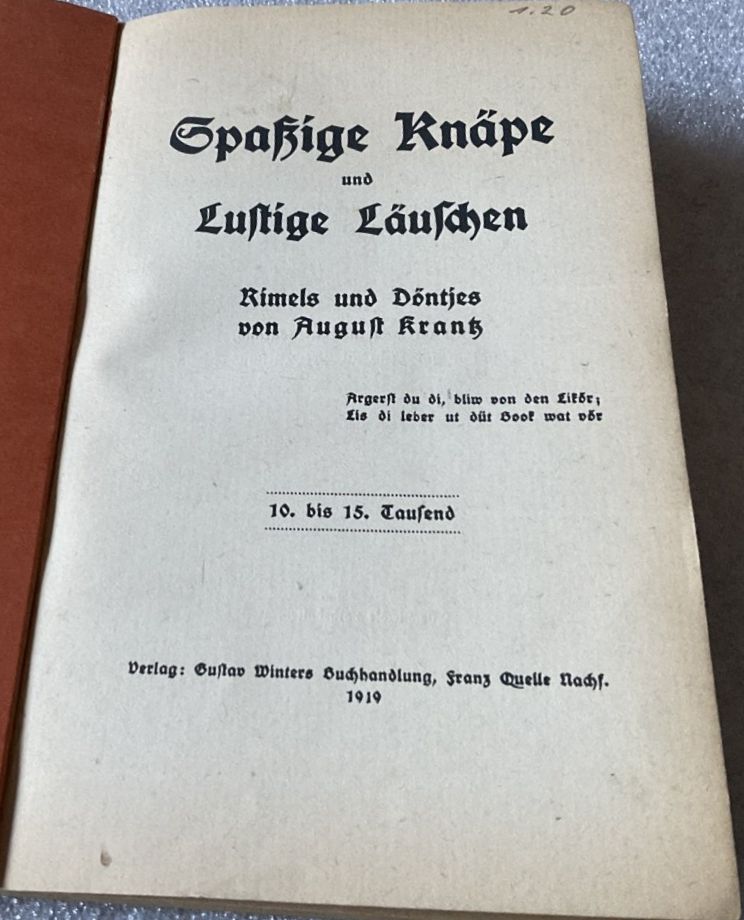 1.20
Spaßige Knäpe
und
Luſtige Läuſchen
Rimels und Döntjes
von August Krantz
Argerſt du di, bliw von den Likör;
Lis di leber ut düt Book wat vör
10. bis 15. Tauſend
Verlag: Guſtav Winters Buchhandlung, Franz Quelle Nachf.
1919